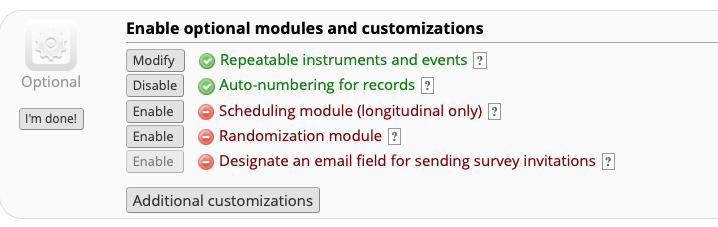 Enable optional modules and customizations
Optional
I'm done!
Modify Repeatable instruments and events ?
Disable Auto-numbering for records ?
Enable Scheduling module (longitudinal only) ?
Enable Randomization module ?
Enable Designate an email field for sending survey invitations ?
Additional customizations